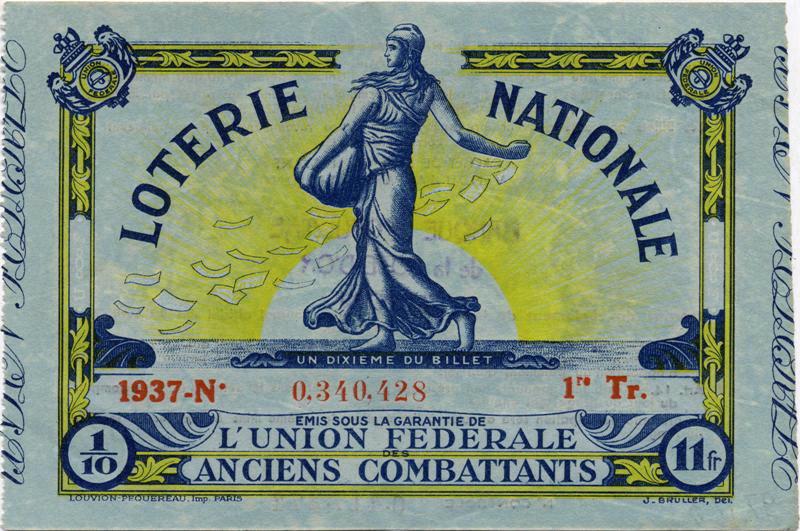 UNION FEDERALE
UNION FEDERALE
LOTERIE NATIONALE
UN DIXIÈME DU BILLET
1937-N° 0.340.428 1re Tr.
EMIS SOUS LA GARANTIE DE
1/10 L'UNION FEDERALE 11fr
DES
ANCIENS COMBATTANTS
LOUVION-PEQUEREAU, Imp. PARIS J-BRULLER, Del.